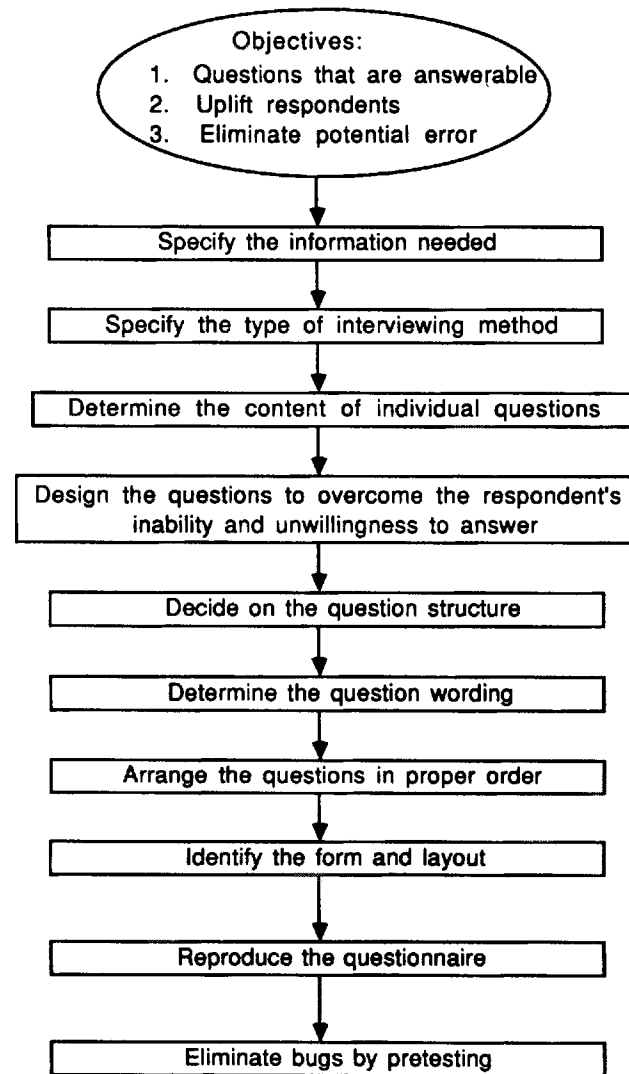 Objectives:
1. Questions that are answerable
2. Uplift respondents
3. Eliminate potential error
Specify the information needed
Specify the type of interviewing method
Determine the content of individual questions
Design the questions to overcome the respondent's
inability and unwillingness to answer
Decide on the question structure
Determine the question wording
Arrange the questions in proper order
Identify the form and layout
Reproduce the questionnaire
Eliminate bugs by pretesting